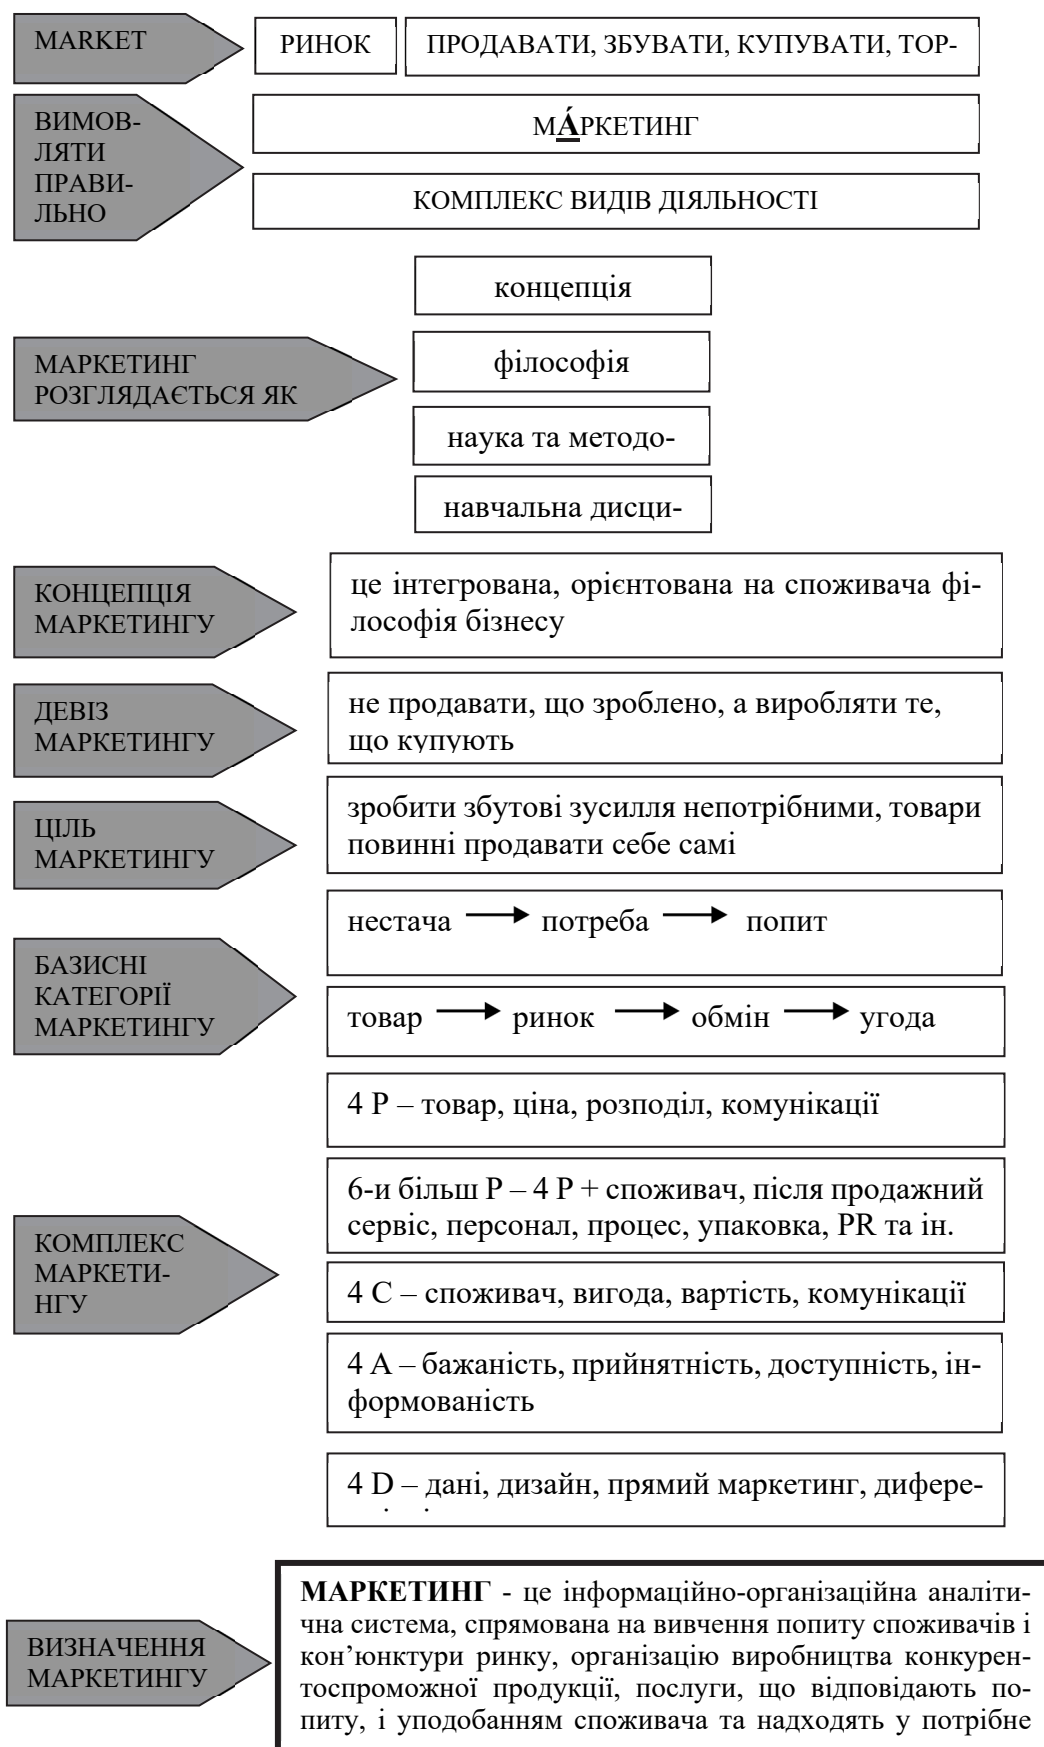 MARKET
РИНОК
ПРОДАВАТИ, ЗБУВАТИ, КУПУВАТИ, ТОР-
ВИМОВ-
ЛЯТИ
ПРАВИ-
ЛЬНО
МА́РКЕТИНГ
КОМПЛЕКС ВИДІВ ДІЯЛЬНОСТІ
МАРКЕТИНГ
РОЗГЛЯДАЄТЬСЯ ЯК
концепція
філософія
наука та методо-
навчальна дисци-
КОНЦЕПЦІЯ
МАРКЕТИНГУ
це інтегрована, орієнтована на споживача фі-
лософія бізнесу
ДЕВІЗ
МАРКЕТИНГУ
не продавати, що зроблено, а виробляти те,
що купують
ЦІЛЬ
МАРКЕТИНГУ
зробити збутові зусилля непотрібними, товари
повинні продавати себе самі
БАЗИСНІ
КАТЕГОРІЇ
МАРКЕТИНГУ
нестача → потреба → попит
товар → ринок → обмін → угода
КОМПЛЕКС
МАРКЕТИ-
НГУ
4 Р – товар, ціна, розподіл, комунікації
6-и більш Р – 4 Р + споживач, після продажний
сервіс, персонал, процес, упаковка, PR та ін.
4 С – споживач, вигода, вартість, комунікації
4 А – бажаність, прийнятність, доступність, ін-
формованість
4 D – дані, дизайн, прямий маркетинг, дифере-
ВИЗНАЧЕННЯ
МАРКЕТИНГУ
МАРКЕТИНГ - це інформаційно-організаційна аналіти-
чна система, спрямована на вивчення попиту споживачів і
кон’юнктури ринку, організацію виробництва конкурен-
тоспроможної продукції, послуги, що відповідають по-
питу, і уподобанням споживача та надходять у потрібне